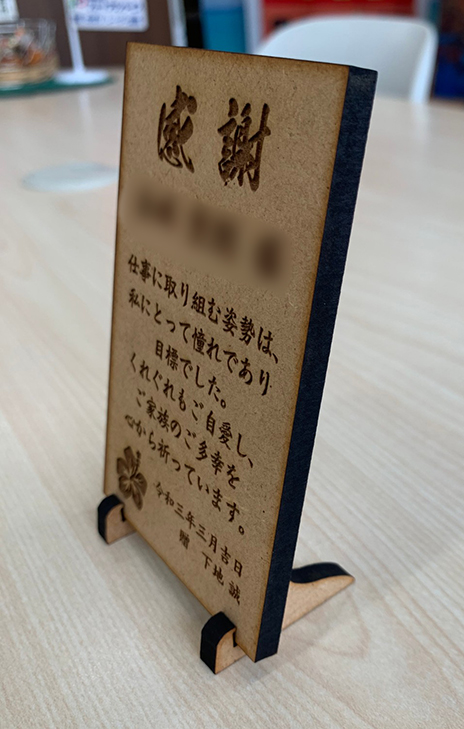 感謝
仕事に取り組む姿勢は、
私にとって憧れであり
目標でした。
くれぐれもご自愛し、
ご家族のご多幸を
心から祈っています。
令和三年三月吉日
贈 下地 誠